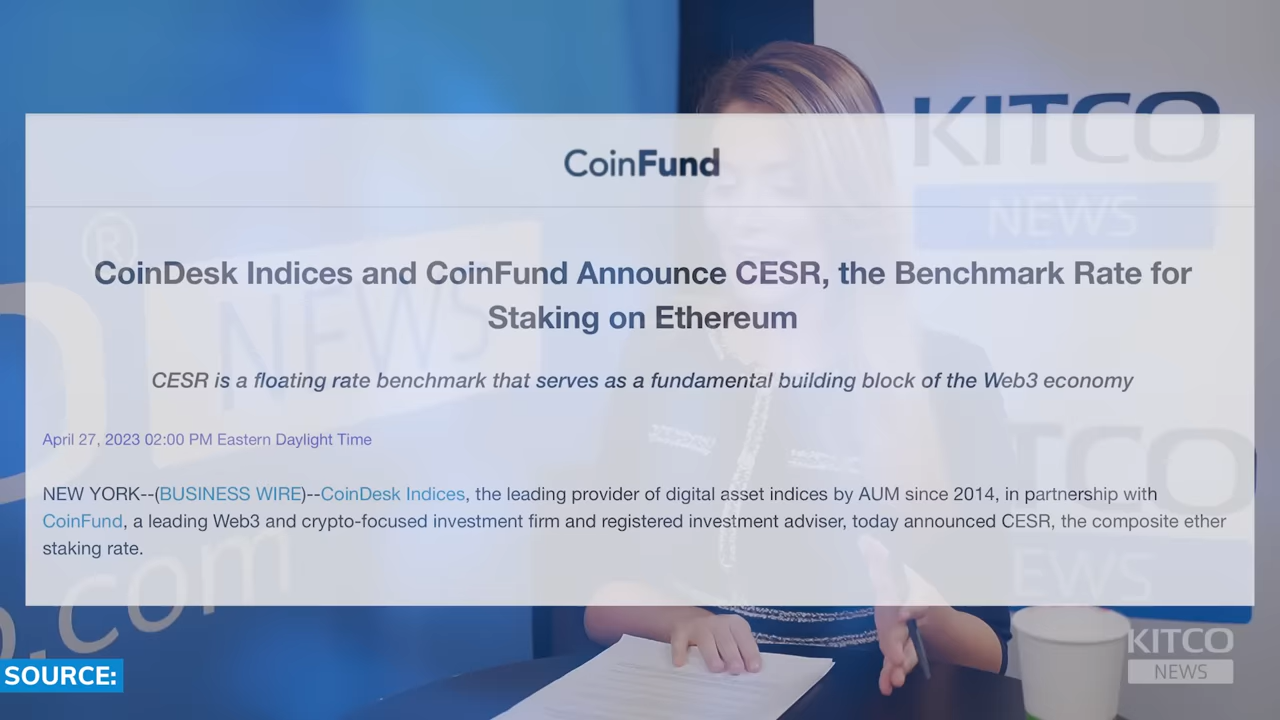 KITCO
NEWS
CoinFund
®
NEWS
CoinDesk Indices and CoinFund Announce CESR, the Benchmark Rate for
Staking on Ethereum
CESR is a floating rate benchmark that serves as a fundamental building block of the Web3 economy
April 27, 2023 02:00 PM Eastern Daylight Time
TCO
NEW YORK--(BUSINESS WIRE)--CoinDesk Indices, the leading provider of digital asset indices by AUM since 2014, in partnership with
CoinFund, a leading Web3 and crypto-focused investment firm and registered investment adviser, today announced CESR, the composite ether
staking rate.
EWS
o.com
KITCO
NEWS
SOURCE: